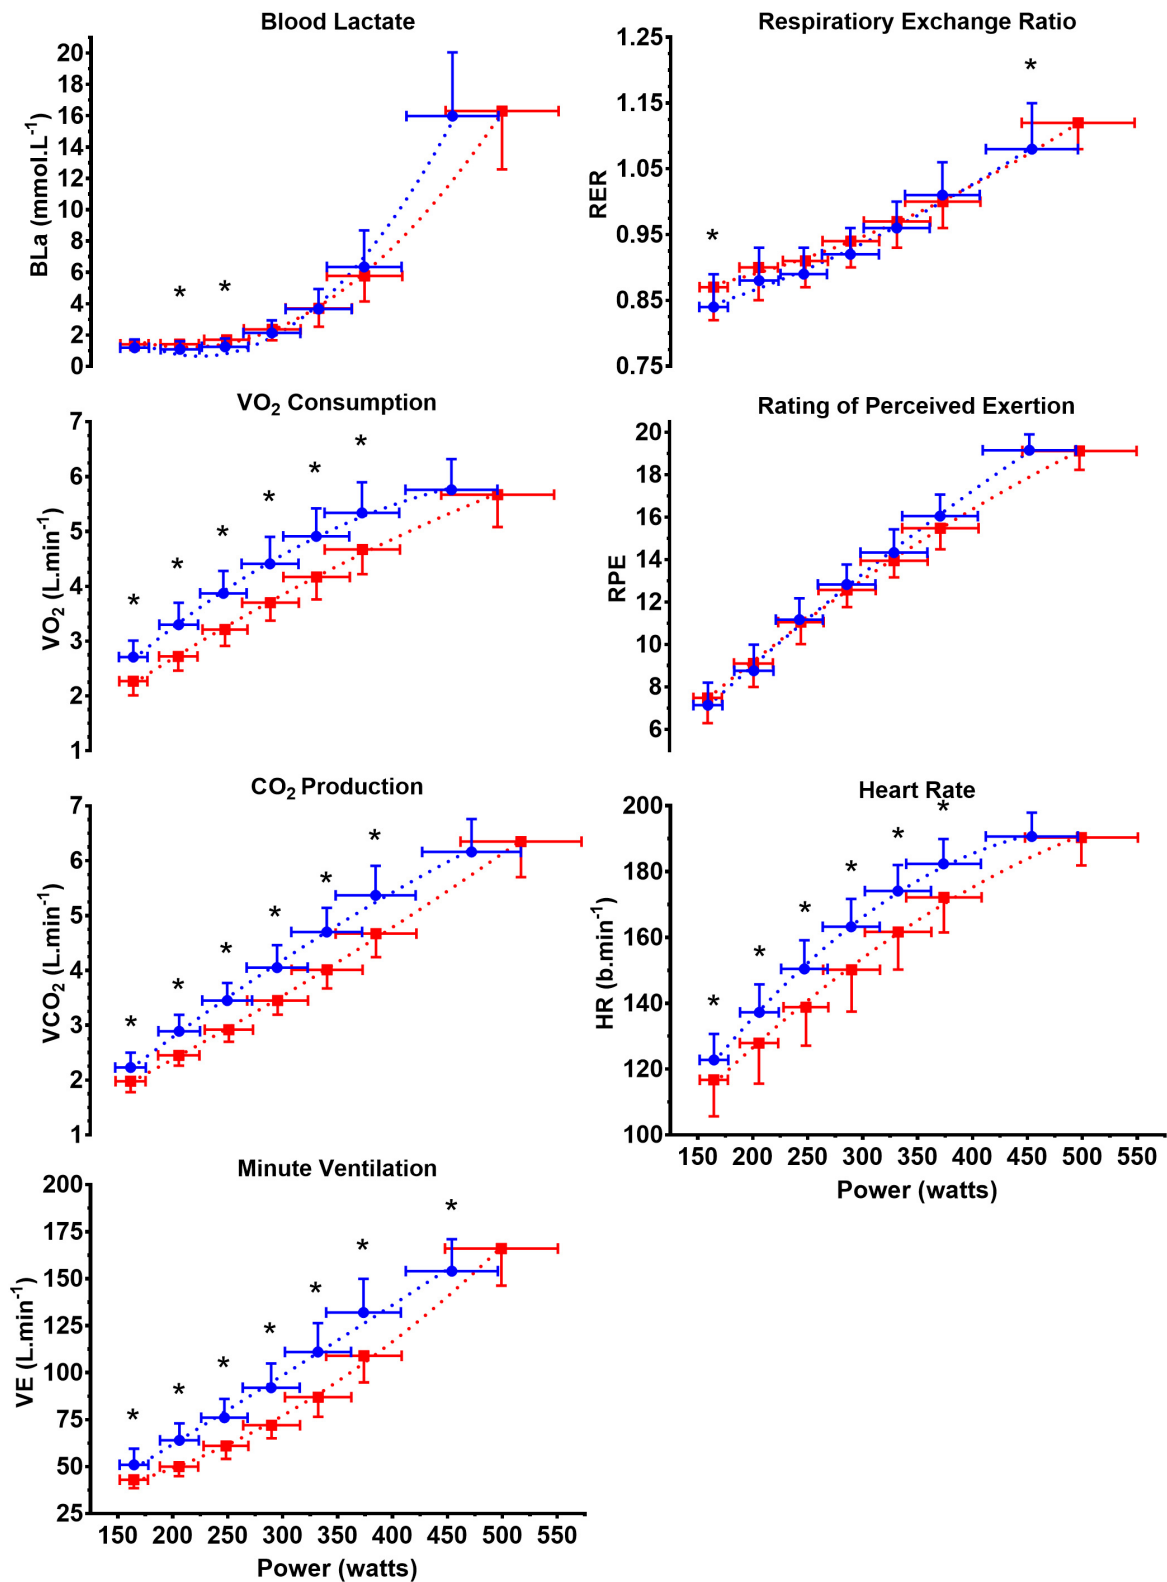 Blood Lactate
BLa (mmol.L⁻¹)
20
18
16
14
12
10
8
6
4
2
0
* *
Respiratiory Exchange Ratio
RER
1.25
1.15
1.05
0.95
0.85
0.75
* *
VO₂ Consumption
VO₂ (L.min⁻¹)
7
6
5
4
3
2
1
* * * * * *
Rating of Perceived Exertion
RPE
20
18
16
14
12
10
8
6
CO₂ Production
VCO₂ (L.min⁻¹)
7
6
5
4
3
2
1
* * * * * *
Heart Rate
HR (b.min⁻¹)
200
180
160
140
120
100
* * * * * *
150 200 250 300 350 400 450 500 550
Power (watts)
Minute Ventilation
VE (L.min⁻¹)
200
175
150
125
100
75
50
25
* * * * * * *
150 200 250 300 350 400 450 500 550
Power (watts)